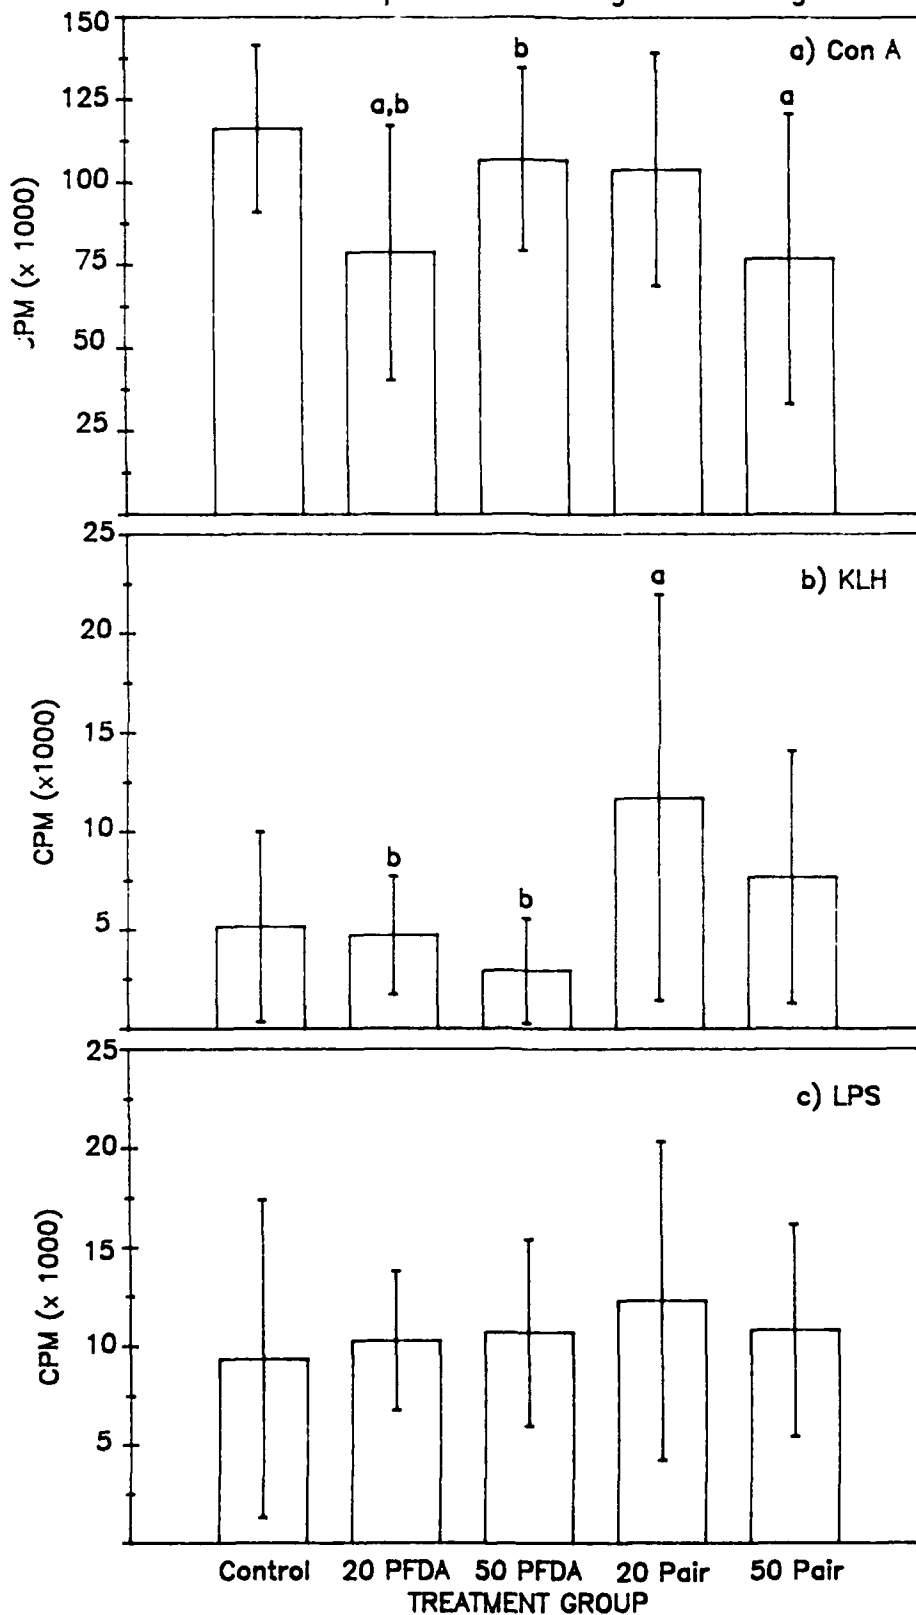 150
a) Con A
b
a,b
a
125
100
75
50
25
PM (x 1000)
25
b) KLH
a
20
15
10
b
b
5
CPM (x1000)
25
c) LPS
20
15
10
5
CPM (x 1000)
Control 20 PFDA 50 PFDA 20 Pair 50 Pair
TREATMENT GROUP